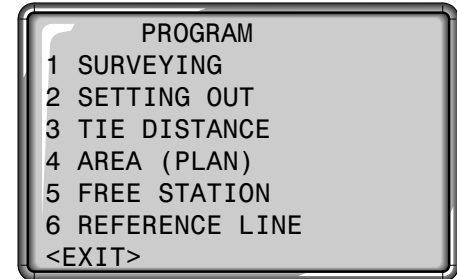 PROGRAM
1 SURVEYING
2 SETTING OUT
3 TIE DISTANCE
4 AREA (PLAN)
5 FREE STATION
6 REFERENCE LINE
<EXIT>